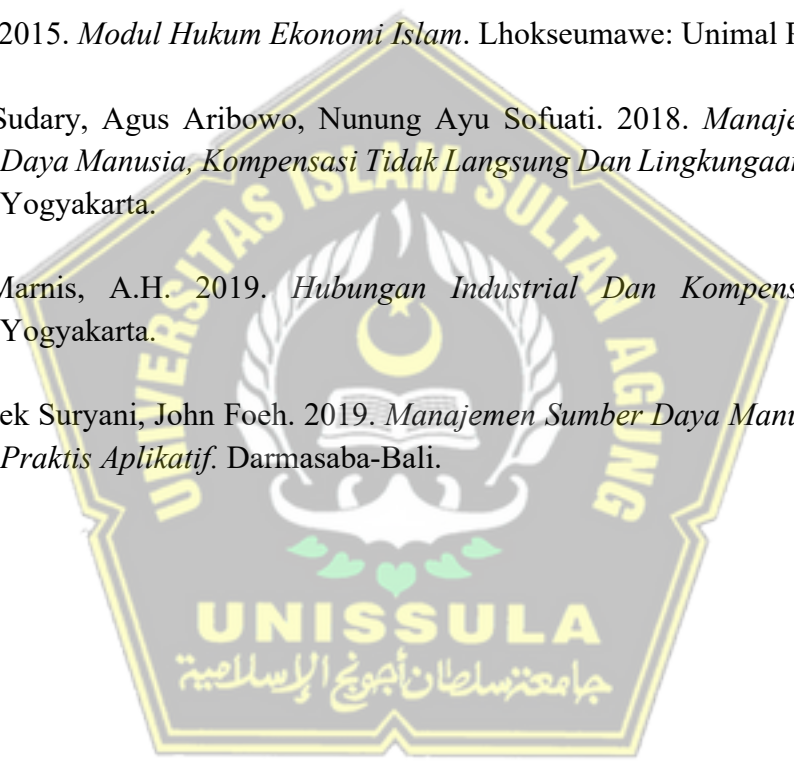 2015. Modul Hukum Ekonomi Islam. Lhokseumawe: Unimal
Sudary, Agus Aribowo, Nunung Ayu Sofuati. 2018. Manaje
Daya Manusia, Kompensasi Tidak Langsung Dan Lingkungaan
Yogyakarta.
Marnis, A.H. 2019. Hubungan Industrial Dan Kompens
Yogyakarta.
ek Suryani, John Foeh. 2019. Manajemen Sumber Daya Manu
Praktis Aplikatif. Darmasaba-Bali.
UNIVERSITAS ISLAM SULTAN AGUNG
UNISSULA
جامعة سلطان أجونج الإسلامية